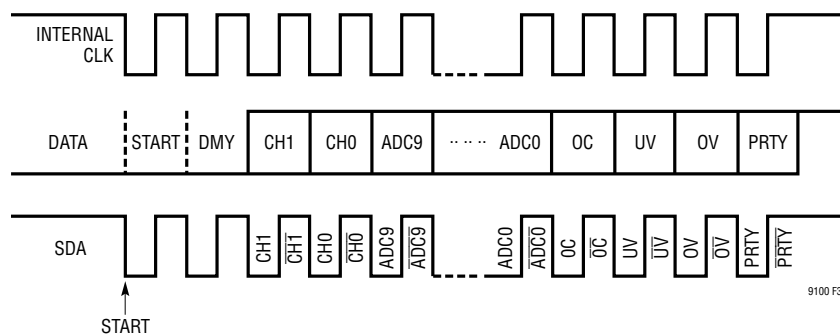 INTERNAL
CLK
DATA START DMY CH1 CH0 ADC9 ·· ·· ·· ADC0 OC UV OV PRTY
SDA CH1 C̅H̅1̅ CH0 C̅H̅0̅ ADC9 A̅D̅C̅9̅ ADC0 A̅D̅C̅0̅ OC O̅C̅ UV U̅V̅ OV O̅V̅ PRTY P̅R̅T̅Y̅
9100 F3
START